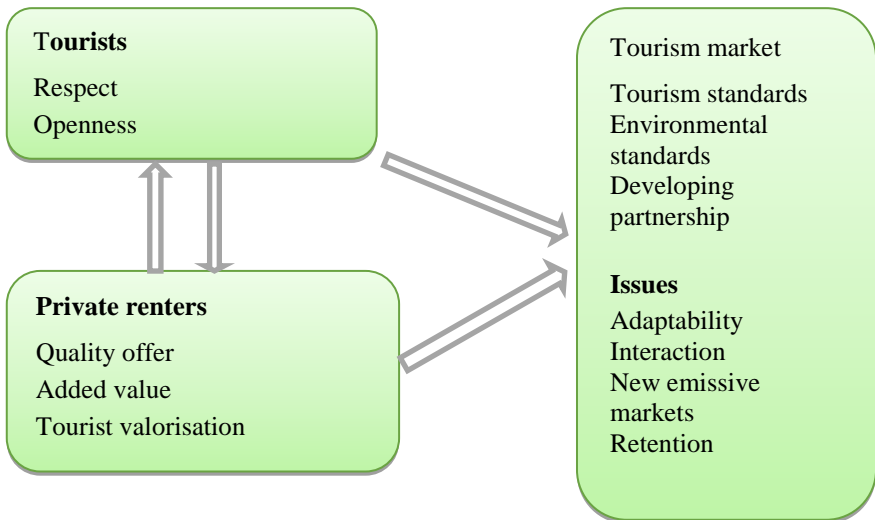 Tourists
Respect
Openness
Private renters
Quality offer
Added value
Tourist valorisation
Tourism market
Tourism standards
Environmental
standards
Developing
partnership
Issues
Adaptability
Interaction
New emissive
markets
Retention